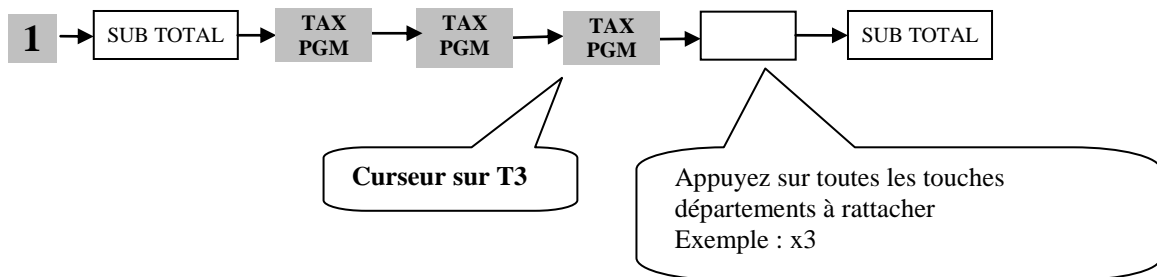 1 SUB TOTAL TAX PGM TAX PGM TAX PGM SUB TOTAL
Curseur sur T3
Appuyez sur toutes les touches
départements à rattacher
Exemple : x3